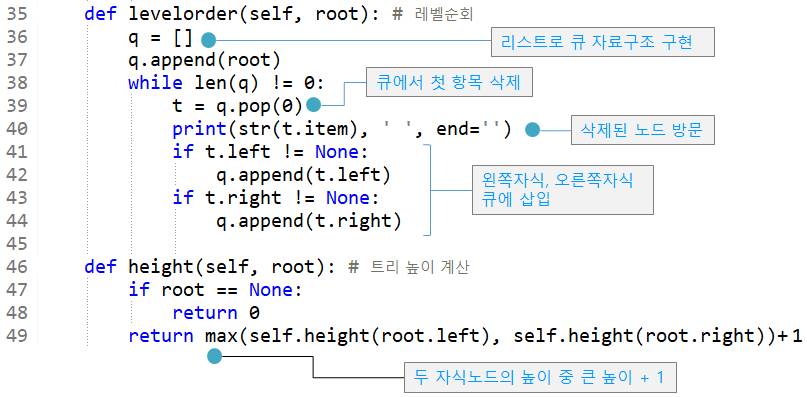 35 def levelorder(self, root): # 레벨순회
36 q = [] 리스트로 큐 자료구조 구현
37 q.append(root)
38 while len(q) != 0: 큐에서 첫 항목 삭제
39 t = q.pop(0)
40 print(str(t.item), ' ', end='') 삭제된 노드 방문
41 if t.left != None:
42 q.append(t.left) 왼쪽자식, 오른쪽자식
43 if t.right != None: 큐에 삽입
44 q.append(t.right)
45
46 def height(self, root): # 트리 높이 계산
47 if root == None:
48 return 0
49 return max(self.height(root.left), self.height(root.right))+1
두 자식노드의 높이 중 큰 높이 + 1